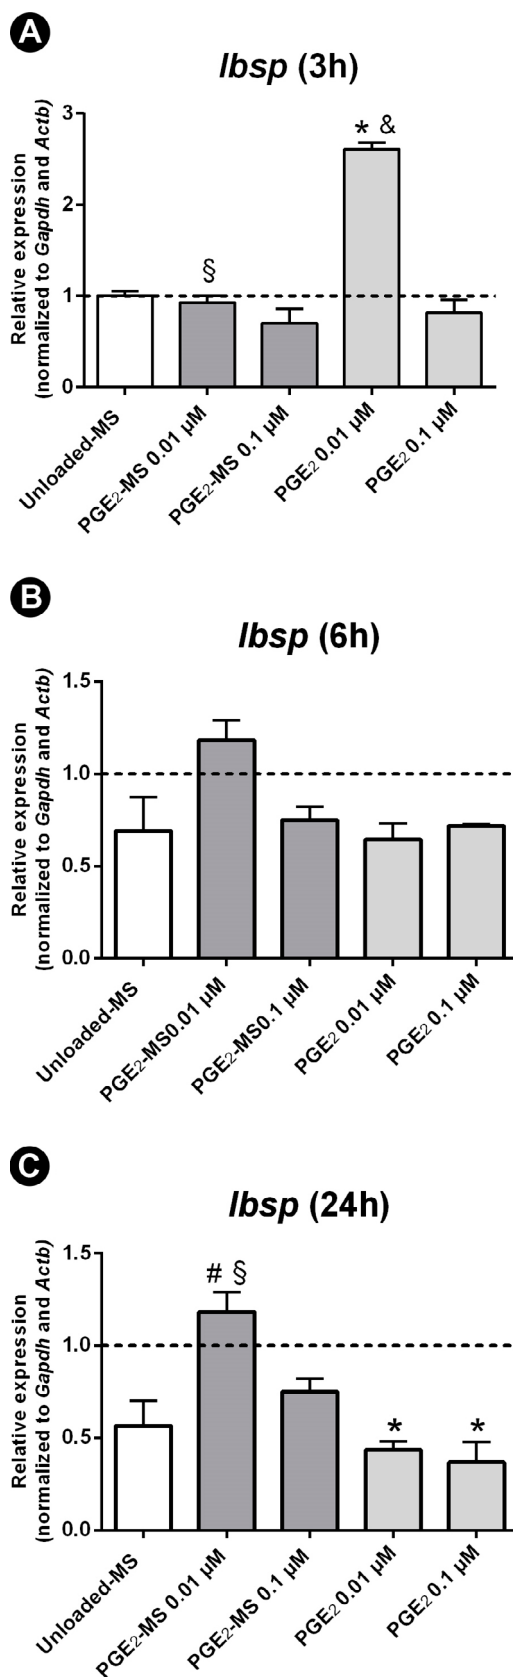 A
Ibsp (3h)
Relative expression
(normalized to Gapdh and Actb)
3
2
1
0
§
* &
Unloaded-MS
PGE₂-MS 0.01 µM
PGE₂-MS 0.1 µM
PGE₂ 0.01 µM
PGE₂ 0.1 µM
B
Ibsp (6h)
Relative expression
(normalized to Gapdh and Actb)
1.5
1.0
0.5
0.0
Unloaded-MS
PGE₂-MS0.01 µM
PGE₂-MS0.1 µM
PGE₂ 0.01 µM
PGE₂ 0.1 µM
C
Ibsp (24h)
Relative expression
(normalized to Gapdh and Actb)
1.5
1.0
0.5
0.0
# §
*
*
Unloaded-MS
PGE₂-MS 0.01 µM
PGE₂-MS 0.1 µM
PGE₂ 0.01 µM
PGE₂ 0.1 µM